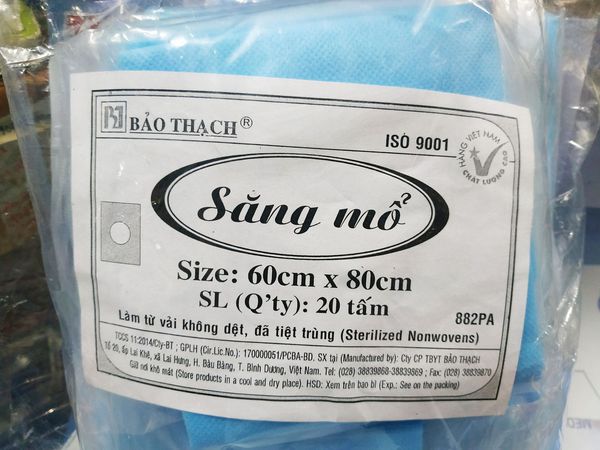 BẢO THẠCH®
ISO 9001
HÀNG VIỆT NAM
CHẤT LƯỢNG CAO
Săng mổ
Size: 60cm x 80cm
SL (Q'ty): 20 tấm
882PA
Làm từ vải không dệt, đã tiệt trùng (Sterilized Nonwovens)
TCCS 11:2014/Cty-BT ; GPLH (Cir.Lic.No.): 170000051/PCBA-BD. SX tại (Manufactured by): Cty CP TBYT BẢO THẠCH
Tổ 20, ấp Lai Khê, xã Lai Hưng, H. Bàu Bàng, T. Bình Dương, Việt Nam. Tel: (028) 38839868-38839869 ; Fax: (028) 38839870
Giữ nơi khô mát (Store products in a cool and dry place). HSD: Xem trên bao bì (Exp.: See on the packing)
MED